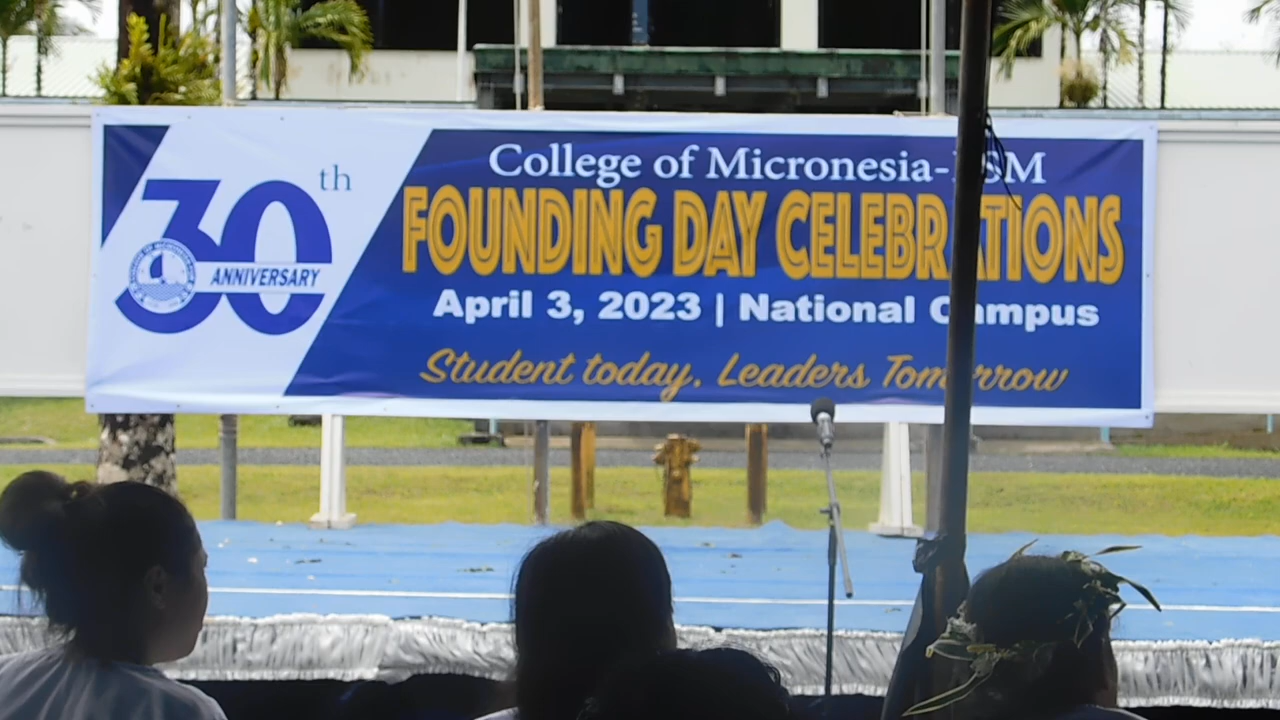 30th
ANNIVERSARY
College of Micronesia-FSM
FOUNDING DAY CELEBRATIONS
April 3, 2023 | National Campus
Student today, Leaders Tomorrow